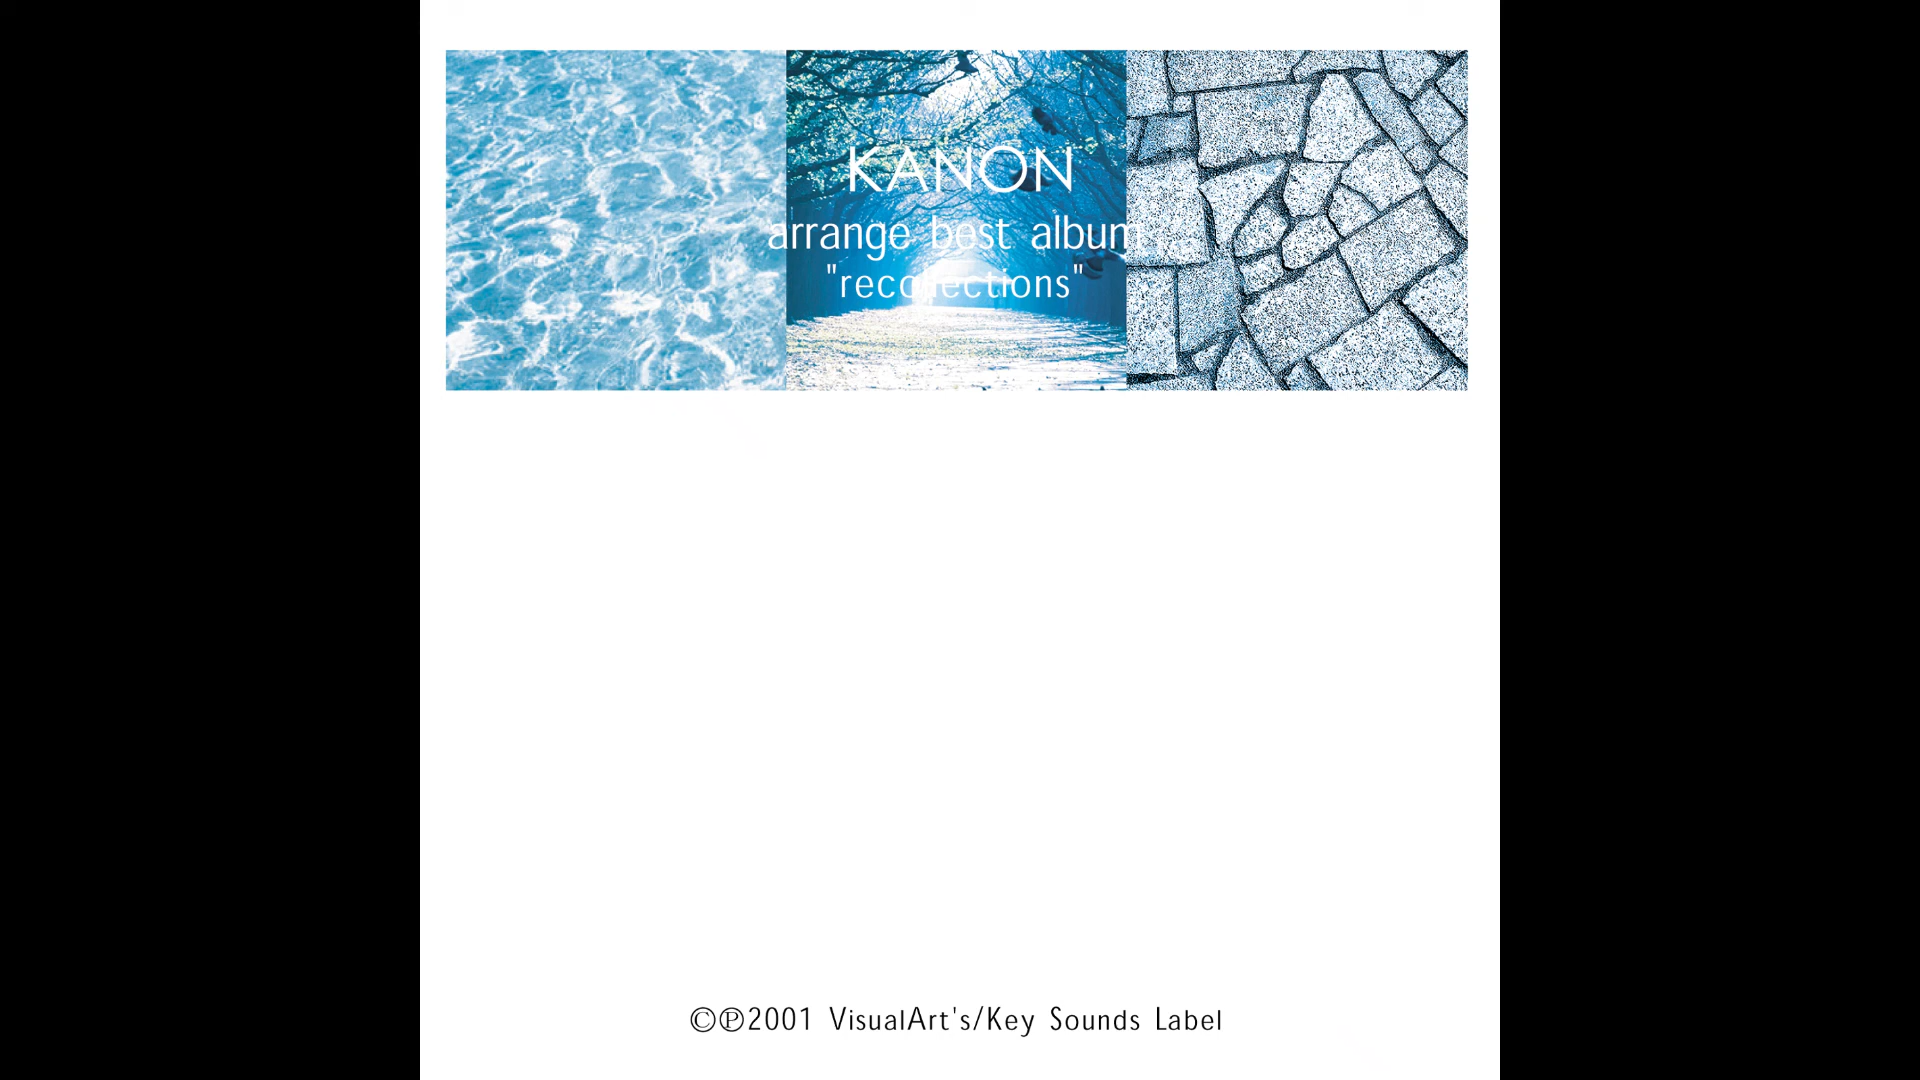 KANON
arrange best album
"recollections"
©℗2001 VisualArt's/Key Sounds Label